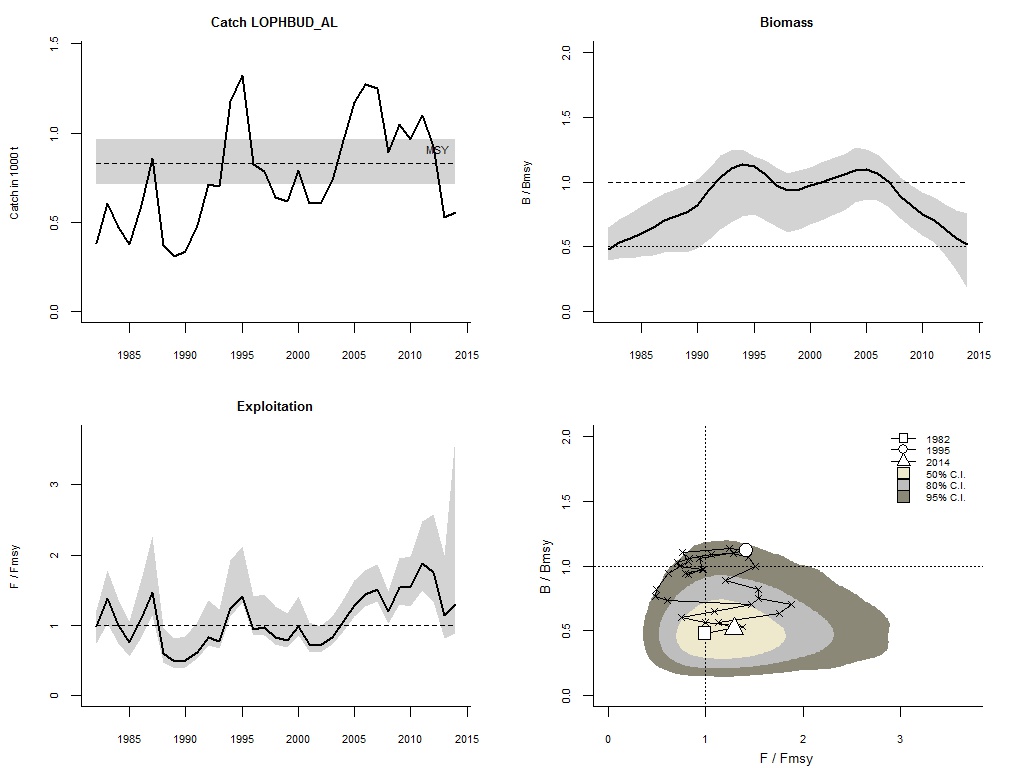 Catch LOPHBUD_AL
Catch in 1000 t
0.0
0.5
1.0
1.5
MSY
1985 1990 1995 2000 2005 2010 2015
Biomass
B / Bmsy
0.0
0.5
1.0
1.5
2.0
1985 1990 1995 2000 2005 2010 2015
Exploitation
F / Fmsy
0
1
2
3
1985 1990 1995 2000 2005 2010 2015
B / Bmsy
0.0
0.5
1.0
1.5
2.0
1982
1995
2014
50% C.I.
80% C.I.
95% C.I.
0 1 2 3
F / Fmsy